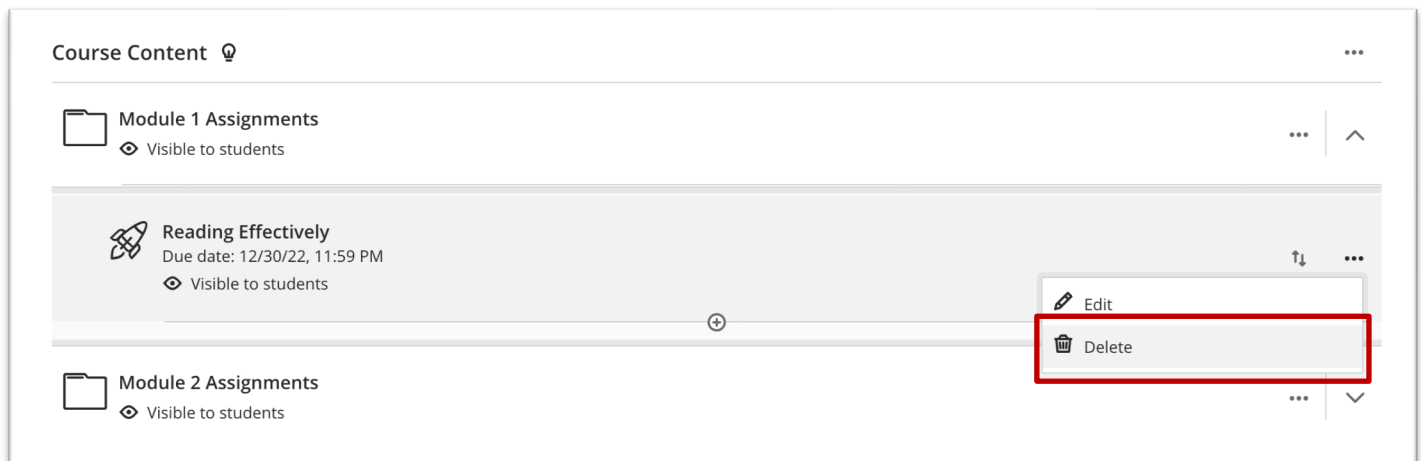 Course Content
Module 1 Assignments
Visible to students
Reading Effectively
Due date: 12/30/22, 11:59 PM
Visible to students
Edit
Delete
Module 2 Assignments
Visible to students